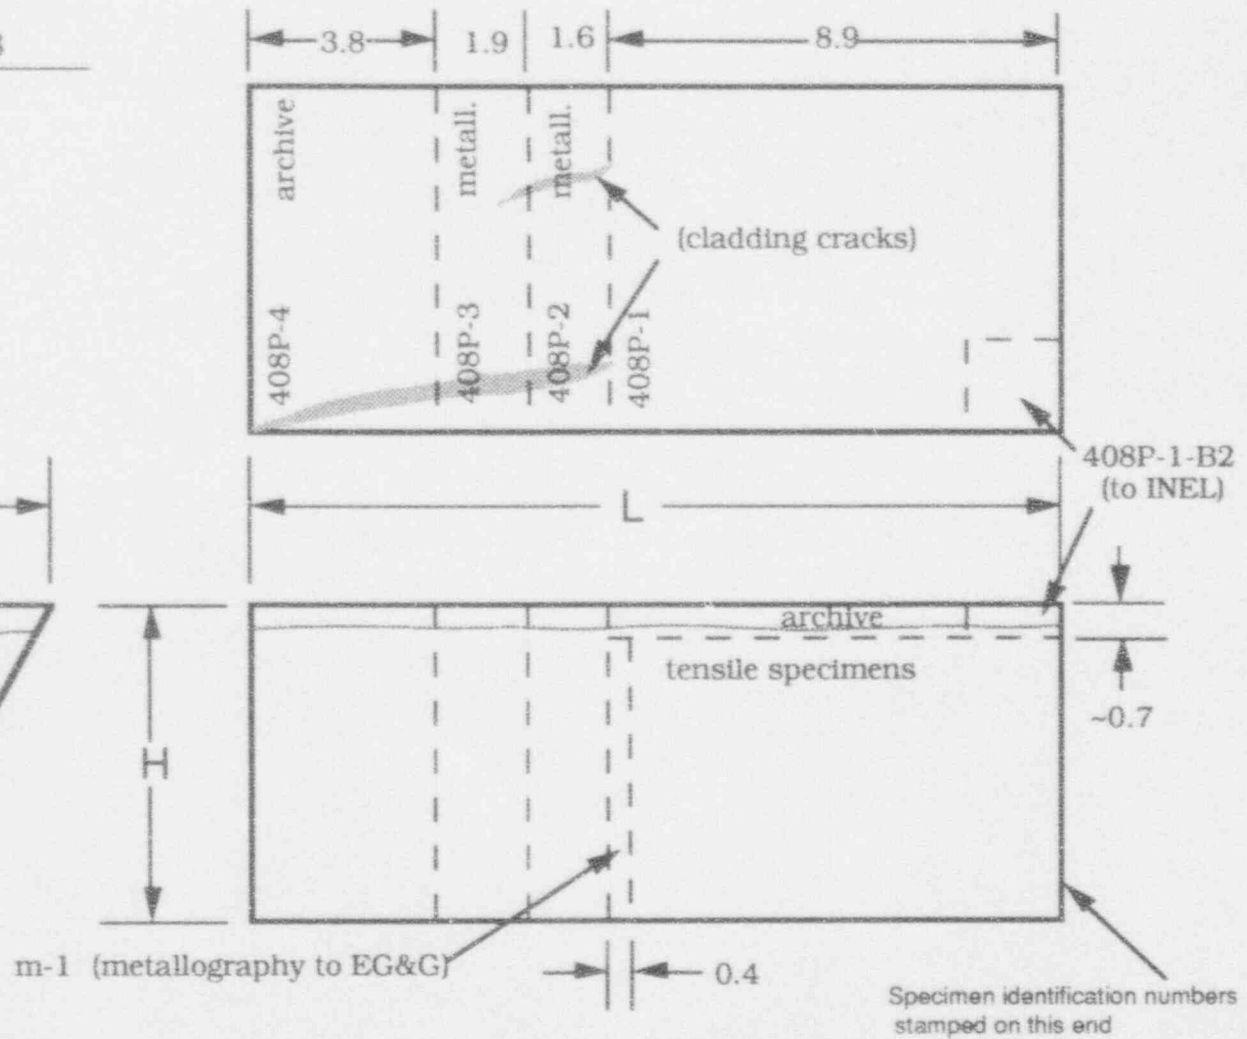 3.8 1.9 1.6 8.9
archive
metall.
metall.
(cladding cracks)
408P-4
408P-3
408P-2
408P-1
408P-1-B2
(to INEL)
L
archive
tensile specimens
~0.7
H
m-1 (metallography to EG&G)
0.4
Specimen identification numbers
stamped on this end